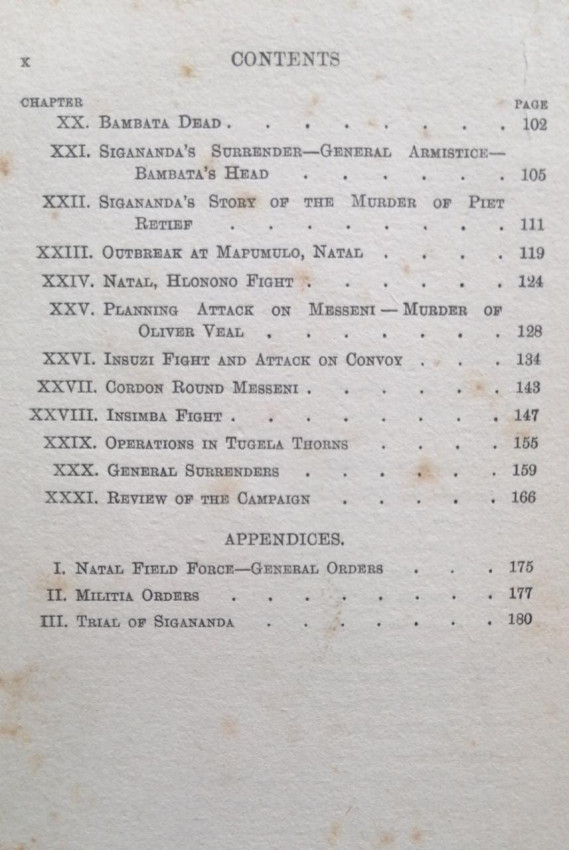 x CONTENTS
CHAPTER PAGE
XX. BAMBATA DEAD . . . . . . . . 102
XXI. SIGANANDA'S SURRENDER—GENERAL ARMISTICE—
BAMBATA'S HEAD . . . . . . 105
XXII. SIGANANDA'S STORY OF THE MURDER OF PIET
RETIEF . . . . . . . . 111
XXIII. OUTBREAK AT MAPUMULO, NATAL . . . . 119
XXIV. NATAL, HLONONO FIGHT . . . . . . 124
XXV. PLANNING ATTACK ON MESSENI — MURDER OF
OLIVER VEAL . . . . . . . 128
XXVI. INSUZI FIGHT AND ATTACK ON CONVOY . . . 134
XXVII. CORDON ROUND MESSENI . . . . . . 143
XXVIII. INSIMBA FIGHT . . . . . . . . 147
XXIX. OPERATIONS IN TUGELA THORNS . . . . 155
XXX. GENERAL SURRENDERS . . . . . . 159
XXXI. REVIEW OF THE CAMPAIGN . . . . . 166
APPENDICES.
I. NATAL FIELD FORCE—GENERAL ORDERS . . . 175
II. MILITIA ORDERS . . . . . . . . 177
III. TRIAL OF SIGANANDA . . . . . . . 180